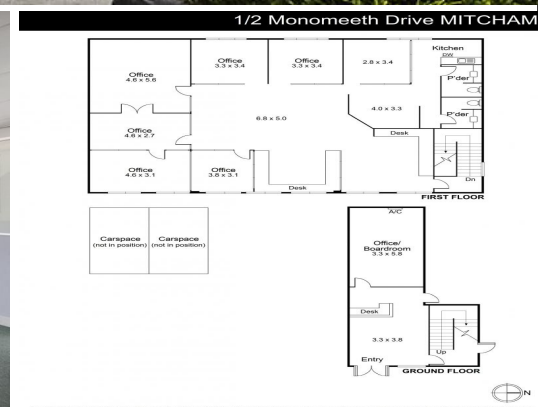 1/2 Monomeeth Drive MITCHAM
Office
4.6 x 5.6
Office
3.3 x 3.4
Office
3.3 x 3.4
2.8 x 3.4
Kitchen
DW
P'der
P'der
4.0 x 3.3
6.8 x 5.0
Office
4.6 x 2.7
Desk
Office
4.6 x 3.1
Office
3.8 x 3.1
Desk
Dn
FIRST FLOOR
Carspace
(not in position)
Carspace
(not in position)
A/C
Office/
Boardroom
3.3 x 5.8
Desk
3.3 x 3.8
Up
Entry
GROUND FLOOR
N